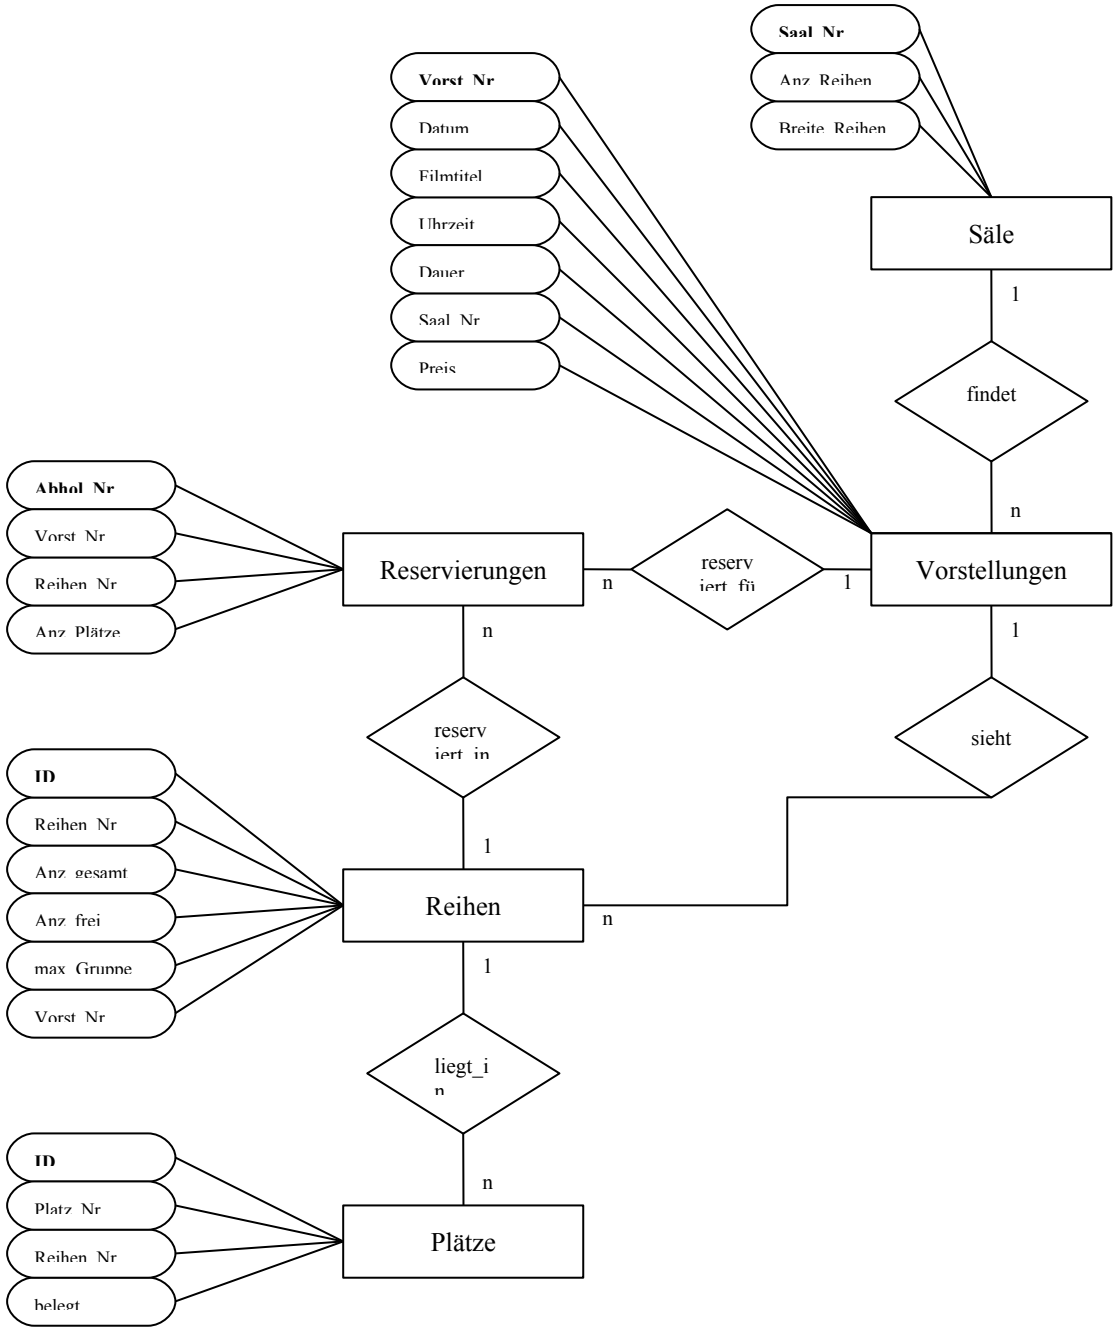 Saal_Nr
Anz_Reihen
Breite_Reihen
Säle
1
findet
n
Vorst_Nr
Datum
Filmtitel
Uhrzeit
Dauer
Saal_Nr
Preis
Vorstellungen
1
reserv
iert_fü
n
Reservierungen
Abhol_Nr
Vorst_Nr
Reihen_Nr
Anz_Plätze
n
reserv
iert_in
1
1
sieht
n
Reihen
ID
Reihen_Nr
Anz_gesamt
Anz_frei
max_Gruppe
Vorst_Nr
1
liegt_i
n
n
Plätze
ID
Platz_Nr
Reihen_Nr
belegt